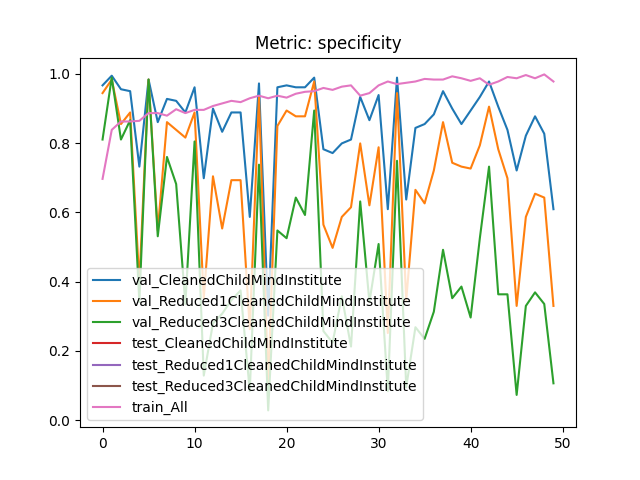 Metric: specificity
1.0
0.8
0.6
0.4
0.2
0.0
val_CleanedChildMindInstitute
val_Reduced1CleanedChildMindInstitute
val_Reduced3CleanedChildMindInstitute
test_CleanedChildMindInstitute
test_Reduced1CleanedChildMindInstitute
test_Reduced3CleanedChildMindInstitute
train_All
0 10 20 30 40 50